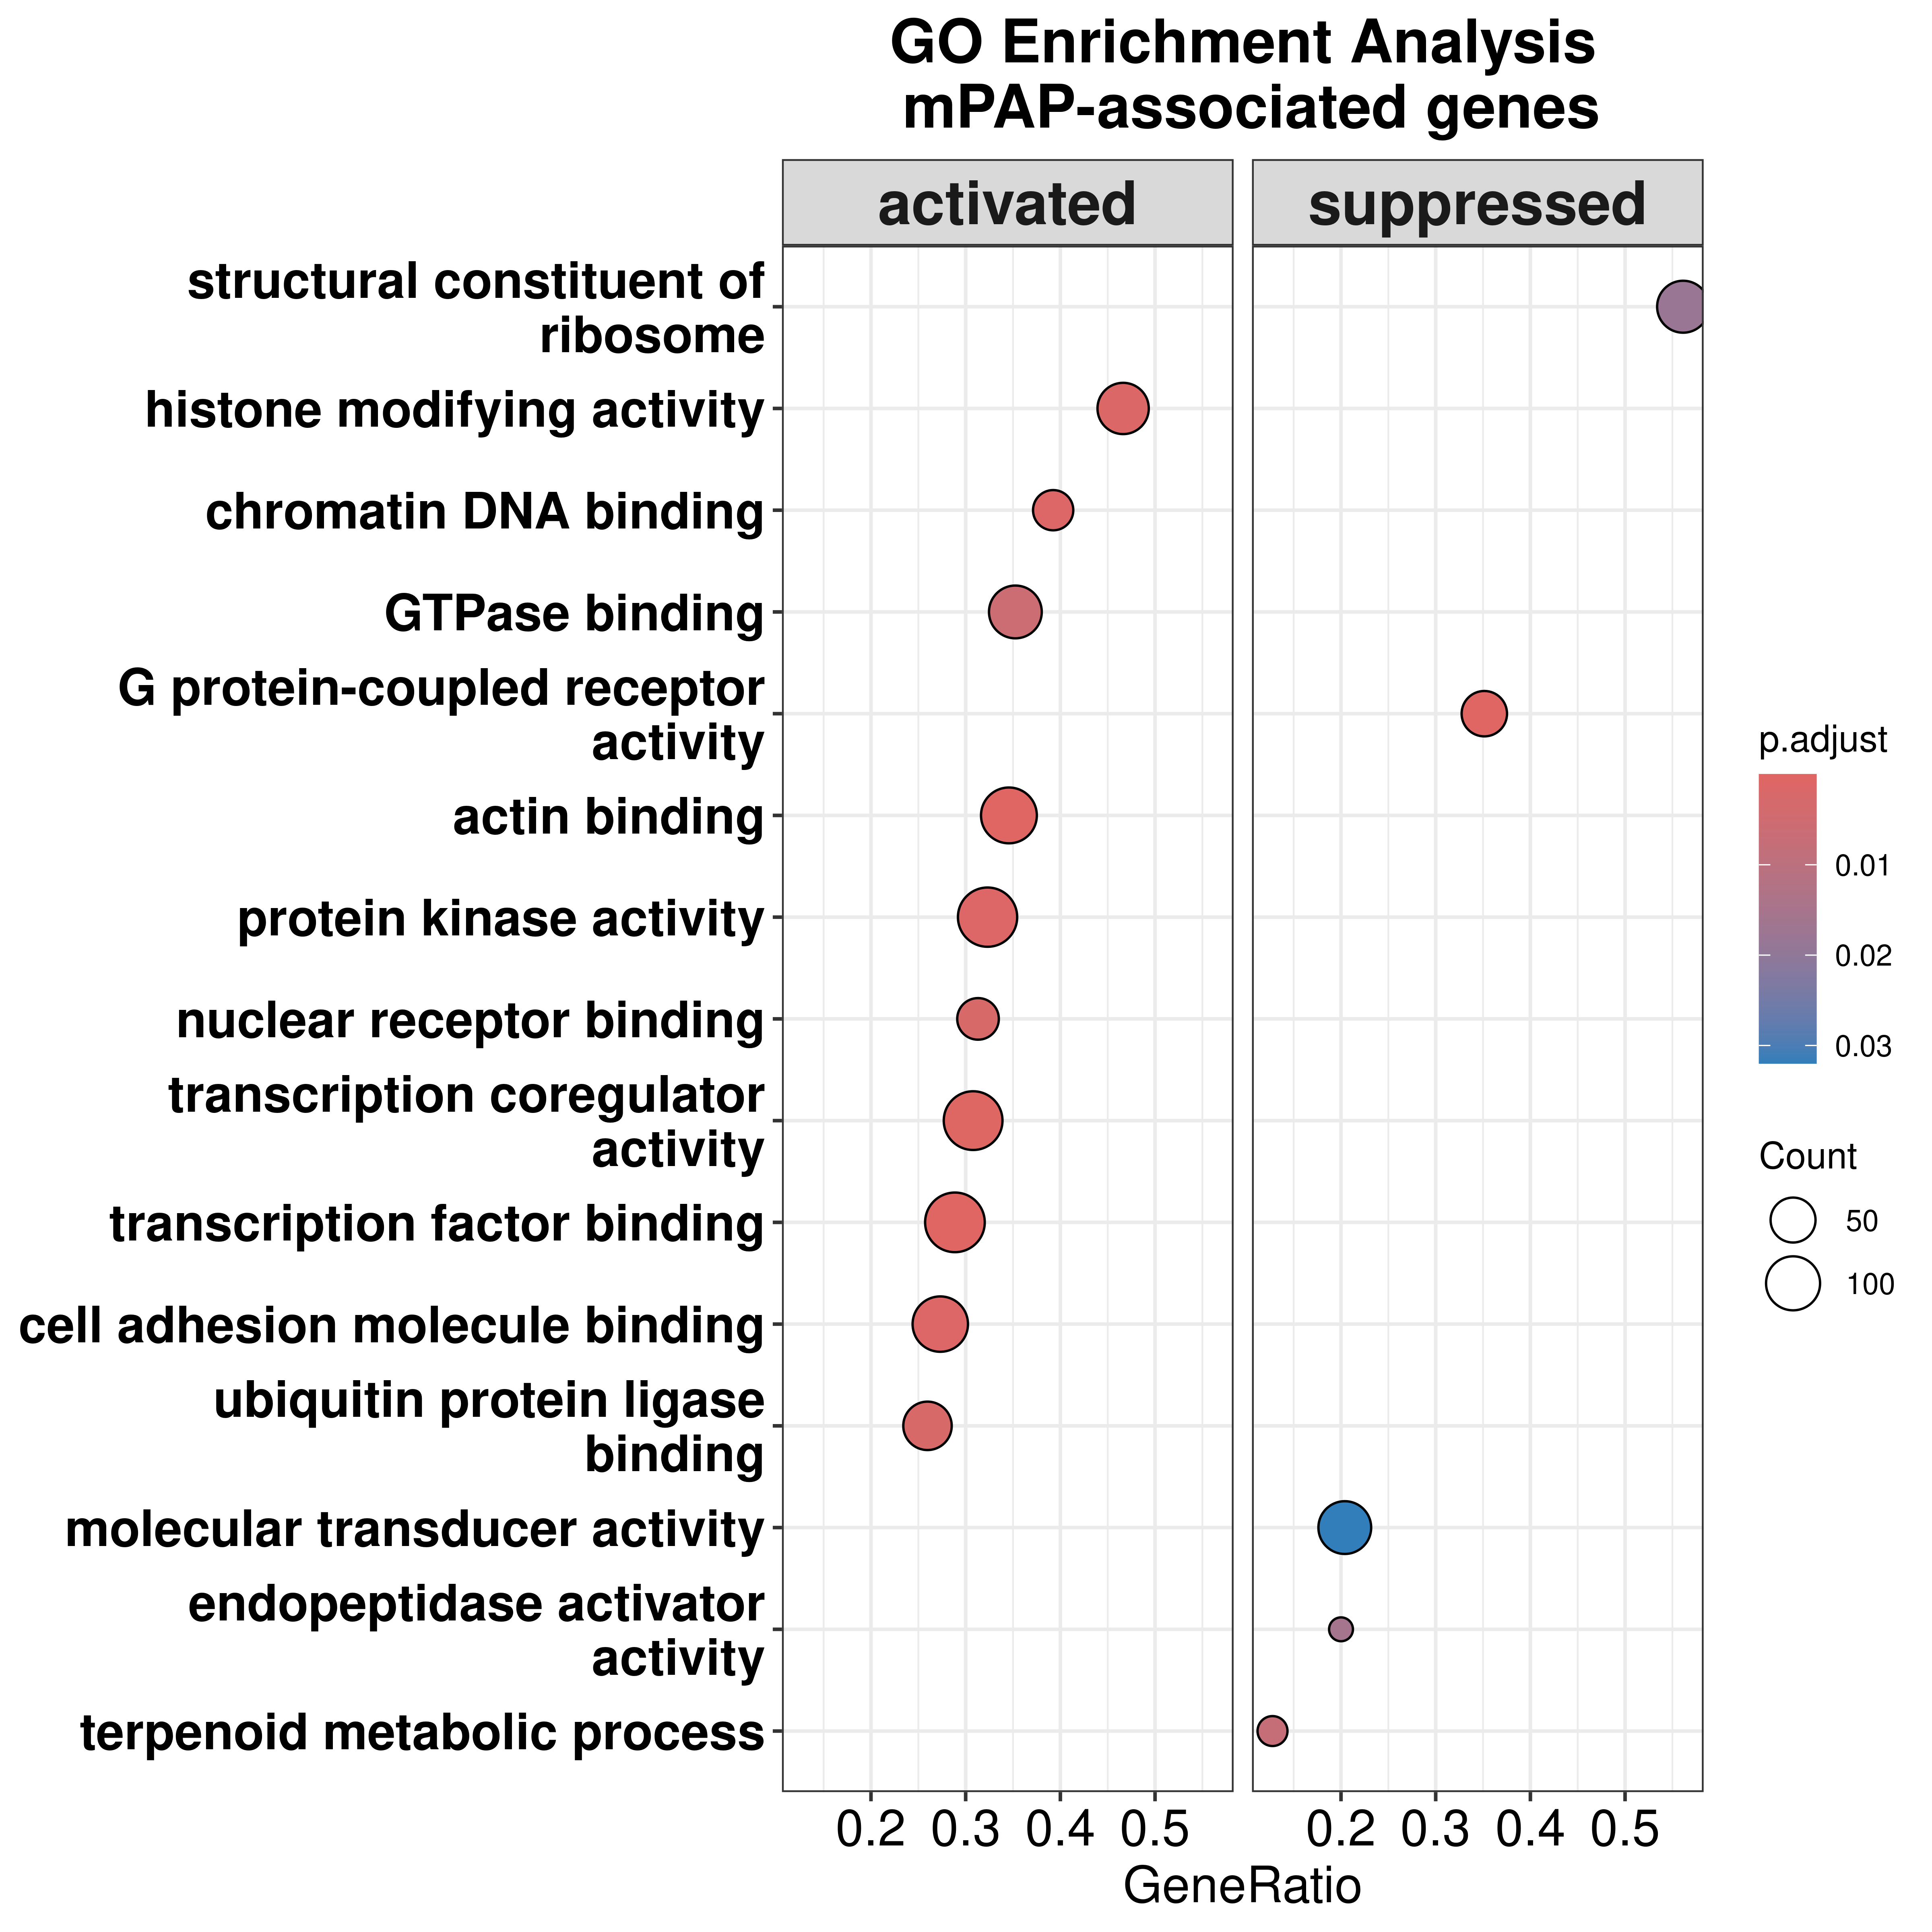 GO Enrichment Analysis
mPAP-associated genes
activated
suppressed
structural constituent of
ribosome
histone modifying activity
chromatin DNA binding
GTPase binding
G protein-coupled receptor
activity
actin binding
protein kinase activity
nuclear receptor binding
transcription coregulator
activity
transcription factor binding
cell adhesion molecule binding
ubiquitin protein ligase
binding
molecular transducer activity
endopeptidase activator
activity
terpenoid metabolic process
0.2 0.3 0.4 0.5
0.2 0.3 0.4 0.5
GeneRatio
p.adjust
0.01
0.02
0.03
Count
50
100